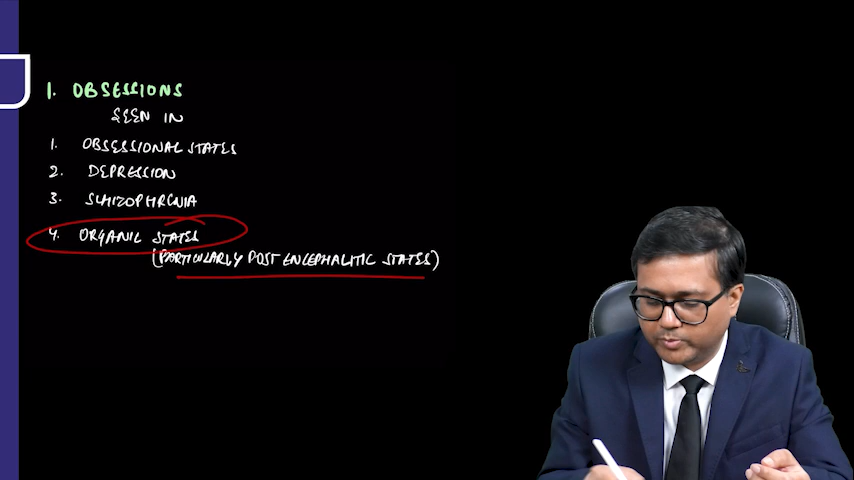 1. OBSESSIONS
SEEN IN
1. OBSESSIONAL STATES
2. DEPRESSION
3. SCHIZOPHRENIA
4. ORGANIC STATES
(PARTICULARLY POST ENCEPHALITIC STATES)